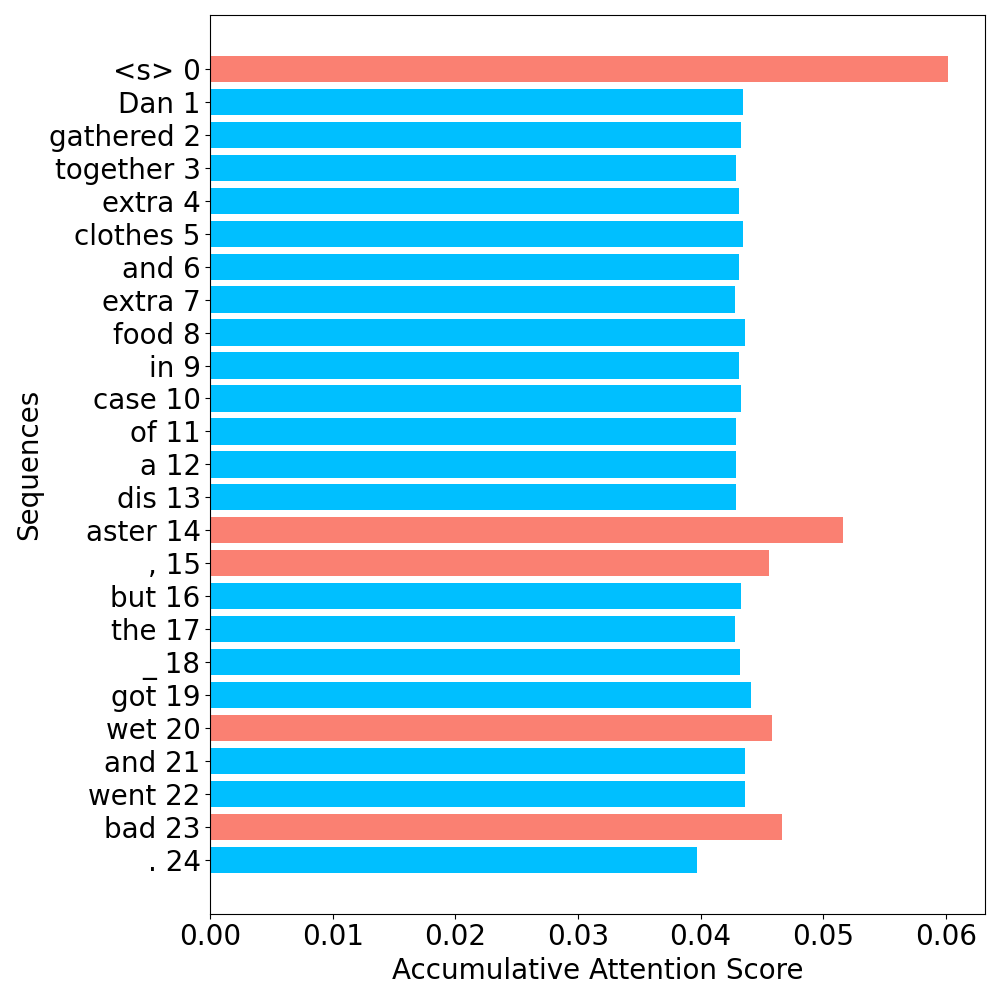 <s> 0
Dan 1
gathered 2
together 3
extra 4
clothes 5
and 6
extra 7
food 8
in 9
case 10
of 11
a 12
dis 13
aster 14
, 15
but 16
the 17
_ 18
got 19
wet 20
and 21
went 22
bad 23
. 24
Sequences
0.00 0.01 0.02 0.03 0.04 0.05 0.06
Accumulative Attention Score